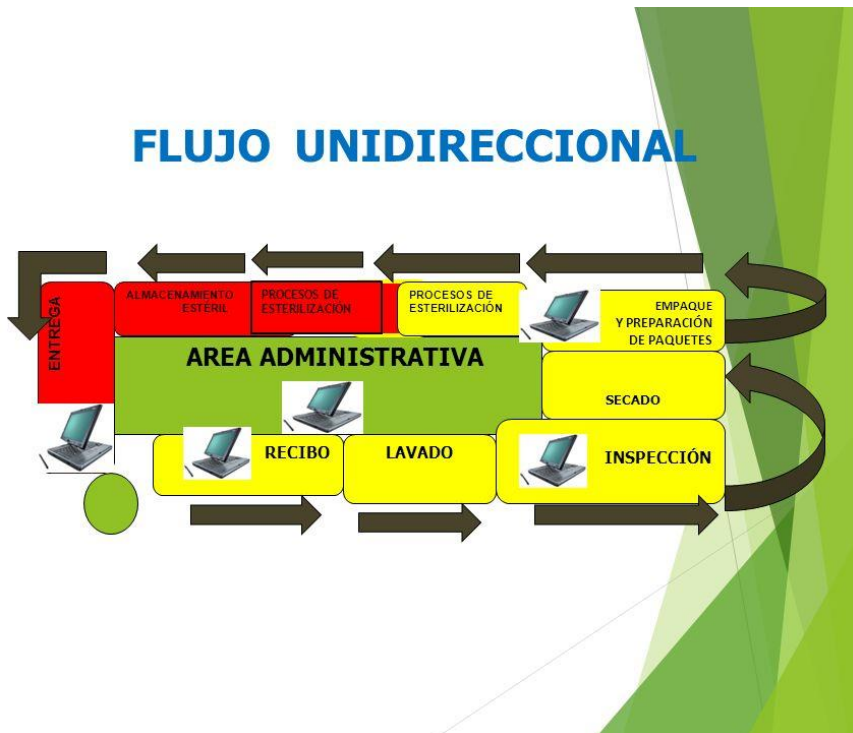 FLUJO UNIDIRECCIONAL
ENTREGA
ALMACENAMIENTO
ESTÉRIL
PROCESOS DE
ESTERILIZACIÓN
PROCESOS DE
ESTERILIZACIÓN
EMPAQUE
Y PREPARACIÓN
DE PAQUETES
AREA ADMINISTRATIVA
SECADO
RECIBO
LAVADO
INSPECCIÓN